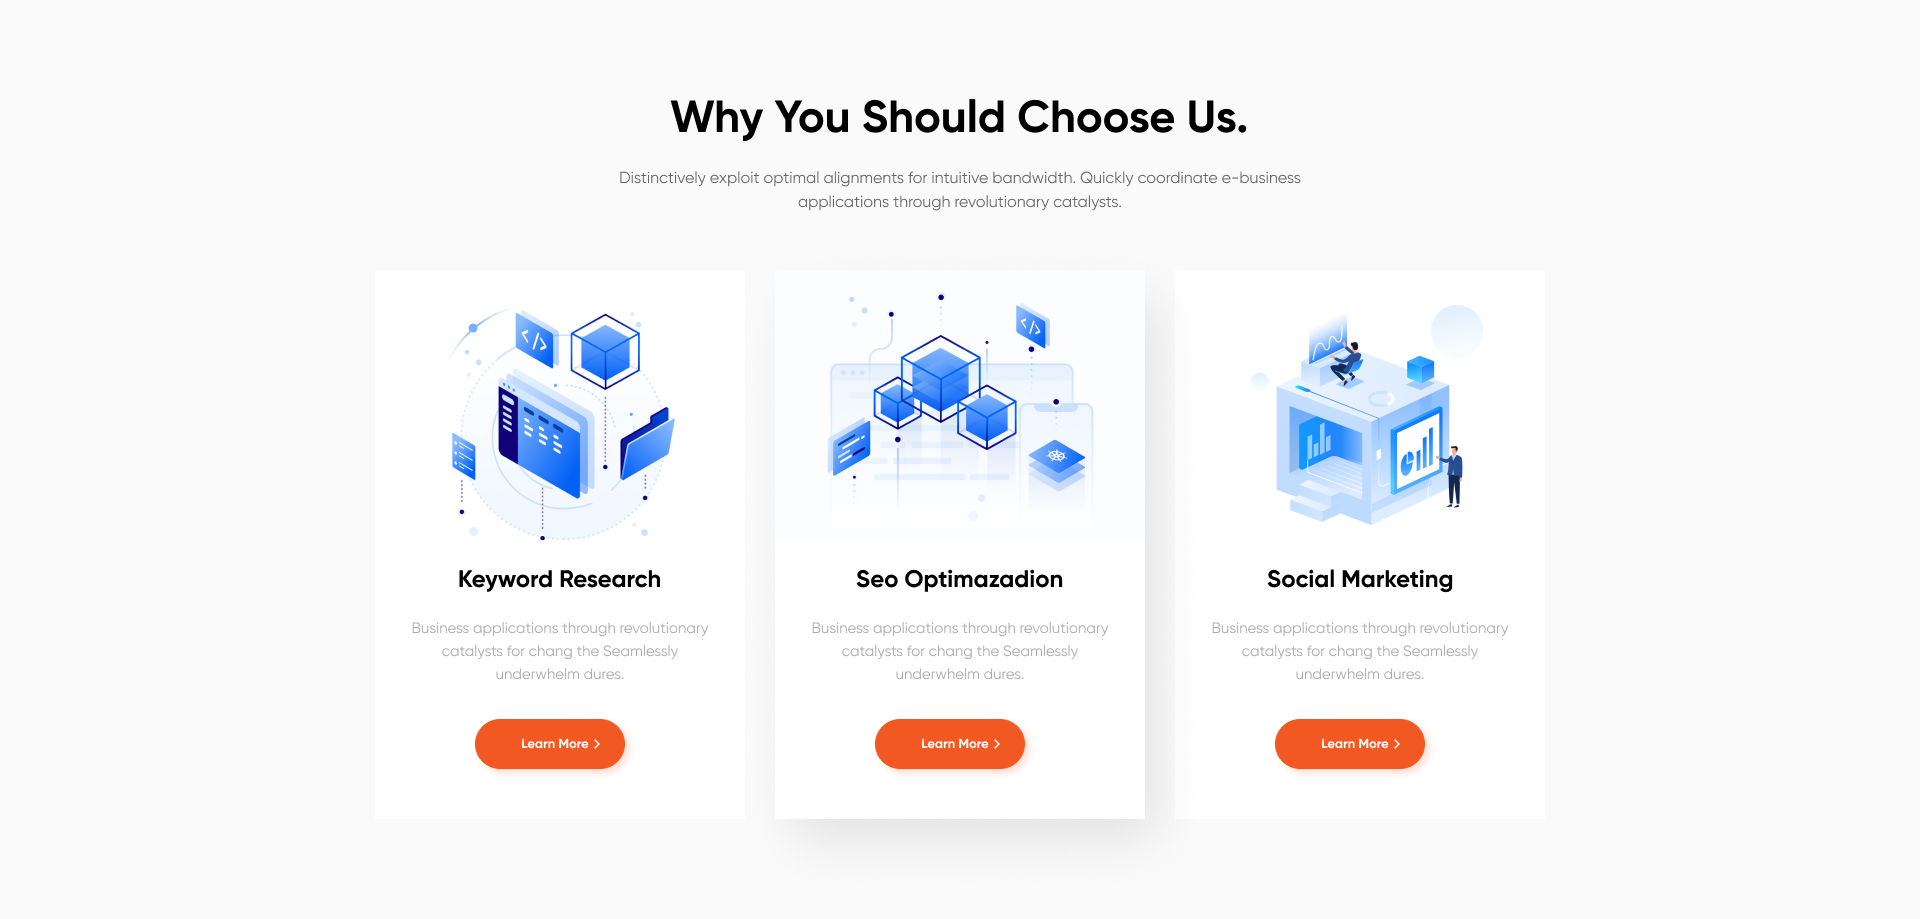 Why You Should Choose Us.
Distinctively exploit optimal alignments for intuitive bandwidth. Quickly coordinate e-business
applications through revolutionary catalysts.
</>
</>
Keyword Research
Business applications through revolutionary
catalysts for chang the Seamlessly
underwhelm dures.
Learn More
Seo Optimazadion
Business applications through revolutionary
catalysts for chang the Seamlessly
underwhelm dures.
Learn More
Social Marketing
Business applications through revolutionary
catalysts for chang the Seamlessly
underwhelm dures.
Learn More